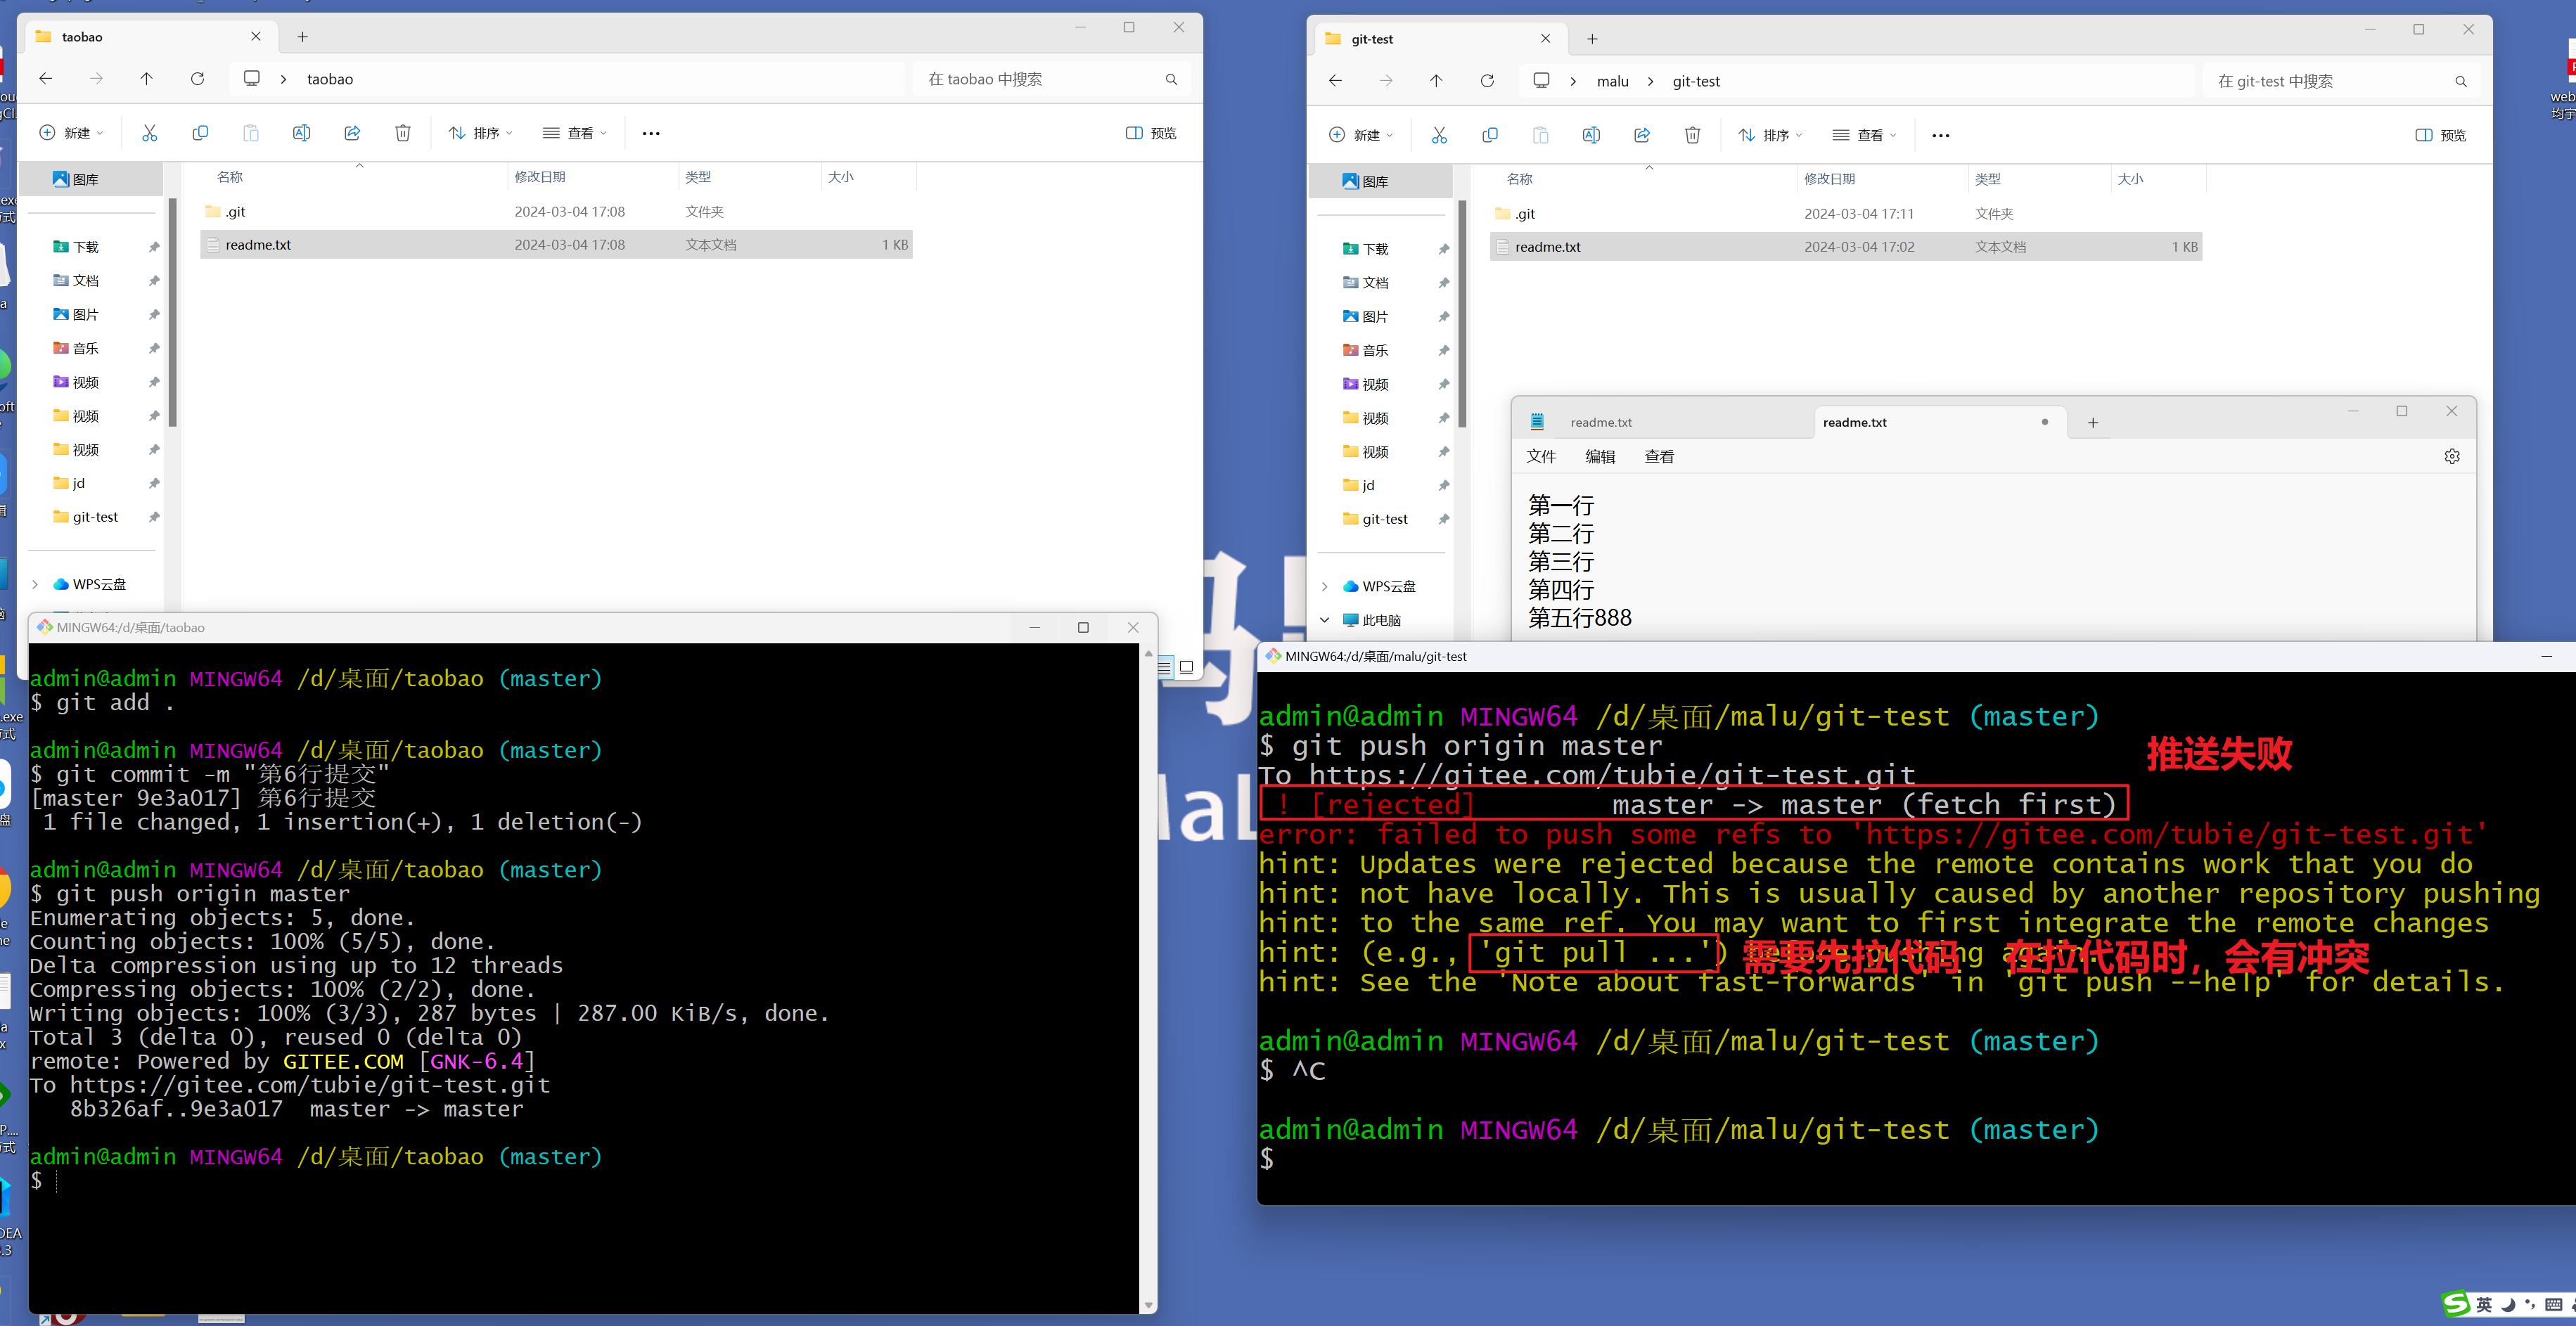 taobao
taobao
在 taobao 中搜索
新建
排序
查看
预览
图库
名称
修改日期
类型
大小
.git
2024-03-04 17:08
文件夹
readme.txt
2024-03-04 17:08
文本文档
1 KB
下载
文档
图片
音乐
视频
视频
视频
jd
git-test
WPS云盘
git-test
malu
git-test
在 git-test 中搜索
新建
排序
查看
预览
图库
名称
修改日期
类型
大小
.git
2024-03-04 17:11
文件夹
readme.txt
2024-03-04 17:02
文本文档
1 KB
下载
文档
图片
音乐
视频
视频
视频
jd
git-test
WPS云盘
此电脑
readme.txt
readme.txt
文件
编辑
查看
第一行
第二行
第三行
第四行
第五行888
MINGW64:/d/桌面/taobao
admin@admin MINGW64 /d/桌面/taobao (master)
$ git add .
admin@admin MINGW64 /d/桌面/taobao (master)
$ git commit -m "第6行提交"
[master 9e3a017] 第6行提交
1 file changed, 1 insertion(+), 1 deletion(-)
admin@admin MINGW64 /d/桌面/taobao (master)
$ git push origin master
Enumerating objects: 5, done.
Counting objects: 100% (5/5), done.
Delta compression using up to 12 threads
Compressing objects: 100% (2/2), done.
Writing objects: 100% (3/3), 287 bytes | 287.00 KiB/s, done.
Total 3 (delta 0), reused 0 (delta 0)
remote: Powered by GITEE.COM [GNK-6.4]
To https://gitee.com/tubie/git-test.git
8b326af..9e3a017  master -> master
admin@admin MINGW64 /d/桌面/taobao (master)
$
MINGW64:/d/桌面/malu/git-test
admin@admin MINGW64 /d/桌面/malu/git-test (master)
$ git push origin master
推送失败
To https://gitee.com/tubie/git-test.git
! [rejected]        master -> master (fetch first)
error: failed to push some refs to 'https://gitee.com/tubie/git-test.git'
hint: Updates were rejected because the remote contains work that you do
hint: not have locally. This is usually caused by another repository pushing
hint: to the same ref. You may want to first integrate the remote changes
hint: (e.g., 'git pull ...') before pushing again.
需要先拉代码 在拉代码时，会有冲突
hint: See the 'Note about fast-forwards' in 'git push --help' for details.
admin@admin MINGW64 /d/桌面/malu/git-test (master)
$ ^C
admin@admin MINGW64 /d/桌面/malu/git-test (master)
$
英